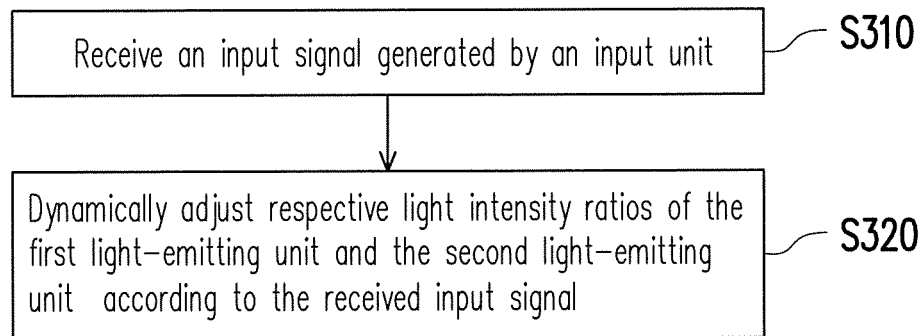 Receive an input signal generated by an input unit
S310
Dynamically adjust respective light intensity ratios of the
first light-emitting unit and the second light-emitting
unit according to the received input signal
S320